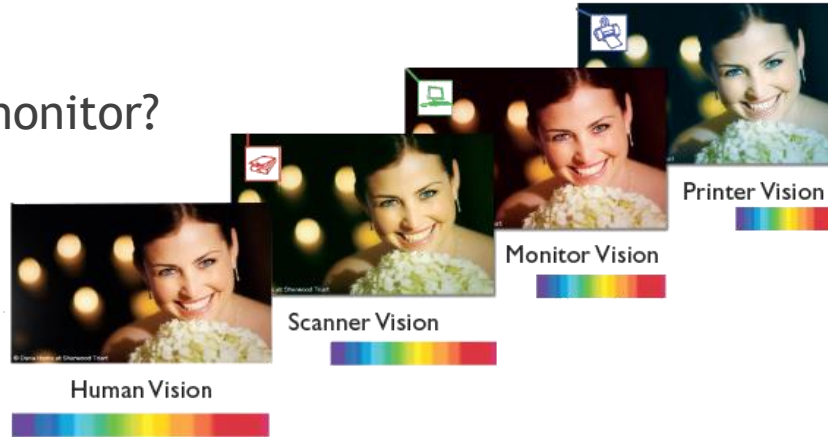 monitor?
Printer Vision
Monitor Vision
Scanner Vision
Human Vision